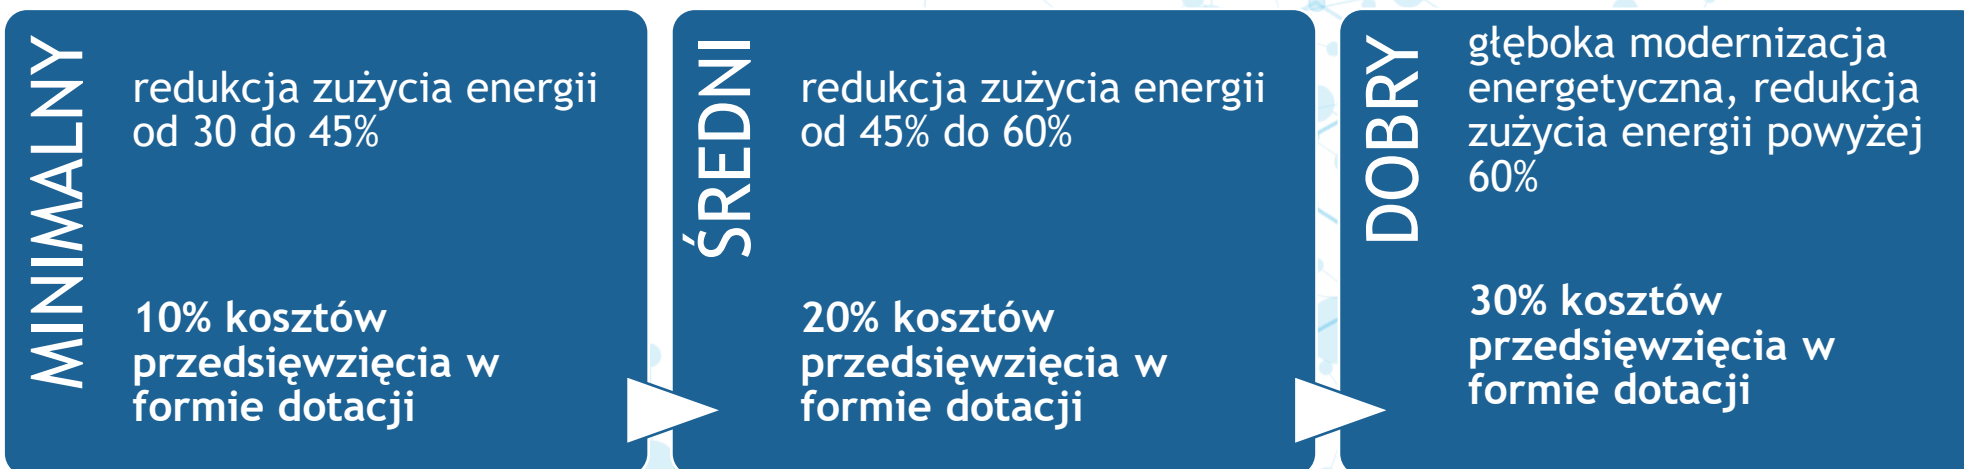 MINIMALNY
redukcja zużycia energii
od 30 do 45%
10% kosztów
przedsięwzięcia w
formie dotacji
ŚREDNI
redukcja zużycia energii
od 45% do 60%
20% kosztów
przedsięwzięcia w
formie dotacji
DOBRY
głęboka modernizacja
energetyczna, redukcja
zużycia energii powyżej
60%
30% kosztów
przedsięwzięcia w
formie dotacji